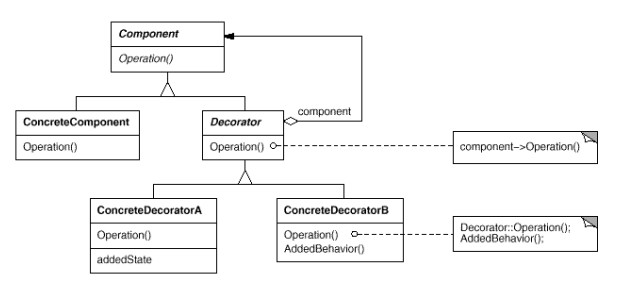 Component
Operation()
component
ConcreteComponent
Operation()
Decorator
Operation()
component->Operation()
ConcreteDecoratorA
Operation()
addedState
ConcreteDecoratorB
Operation()
AddedBehavior()
Decorator::Operation();
AddedBehavior();